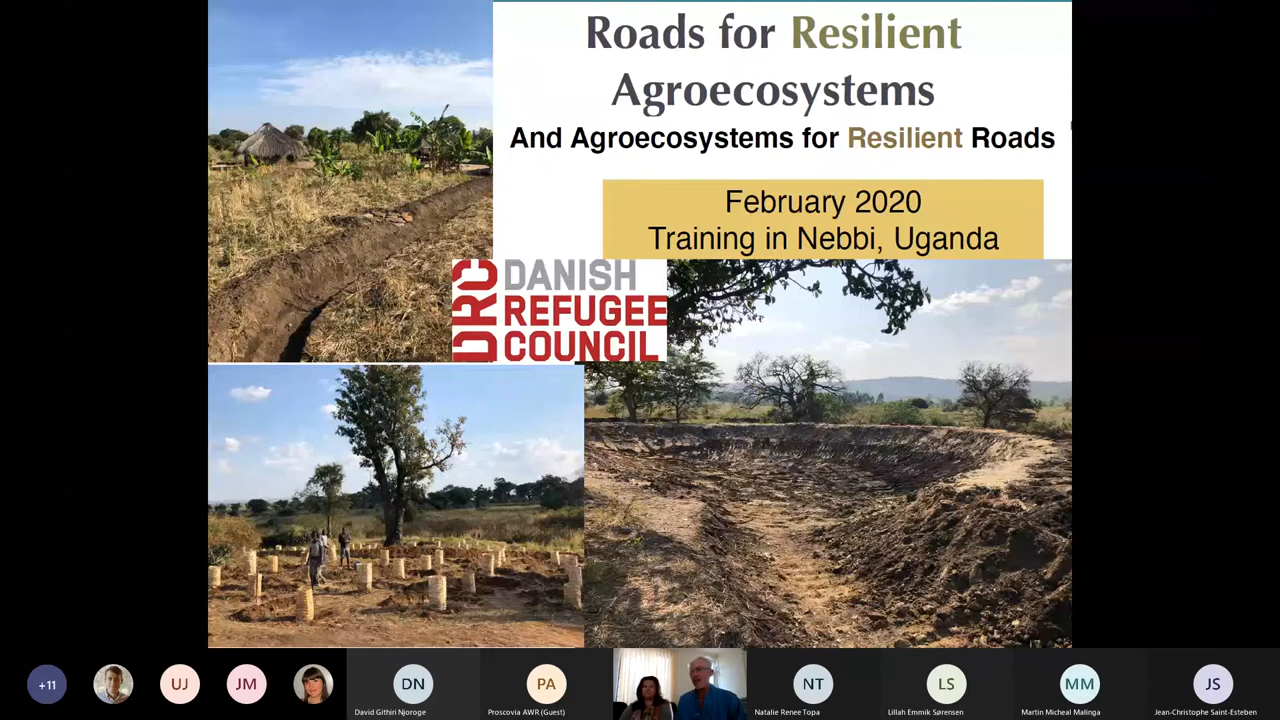 Roads for Resilient
Agroecosystems
And Agroecosystems for Resilient Roads
February 2020
Training in Nebbi, Uganda
DRC
DANISH
REFUGEE
COUNCIL
+11
UJ
JM
DN
PA
NT
LS
MM
JS
David Githiri Njoroge
Proscovia AWR (Guest)
Natalie Renee Topa
Lillah Emmik Sørensen
Martin Micheal Malinga
Jean-Christophe Saint-Esteben